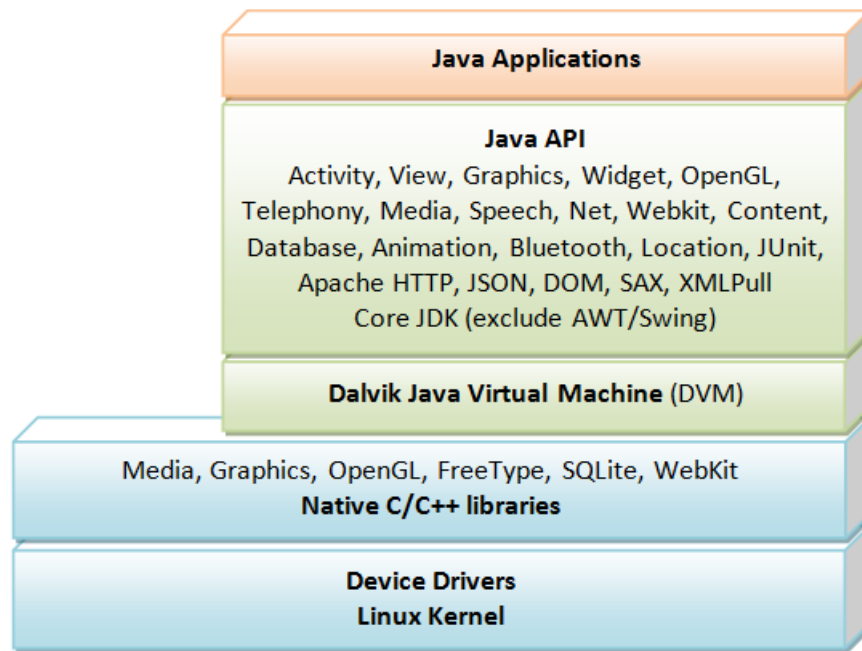 Java Applications
Java API
Activity, View, Graphics, Widget, OpenGL,
Telephony, Media, Speech, Net, Webkit, Content,
Database, Animation, Bluetooth, Location, JUnit,
Apache HTTP, JSON, DOM, SAX, XMLPull
Core JDK (exclude AWT/Swing)
Dalvik Java Virtual Machine (DVM)
Media, Graphics, OpenGL, FreeType, SQLite, WebKit
Native C/C++ libraries
Device Drivers
Linux Kernel